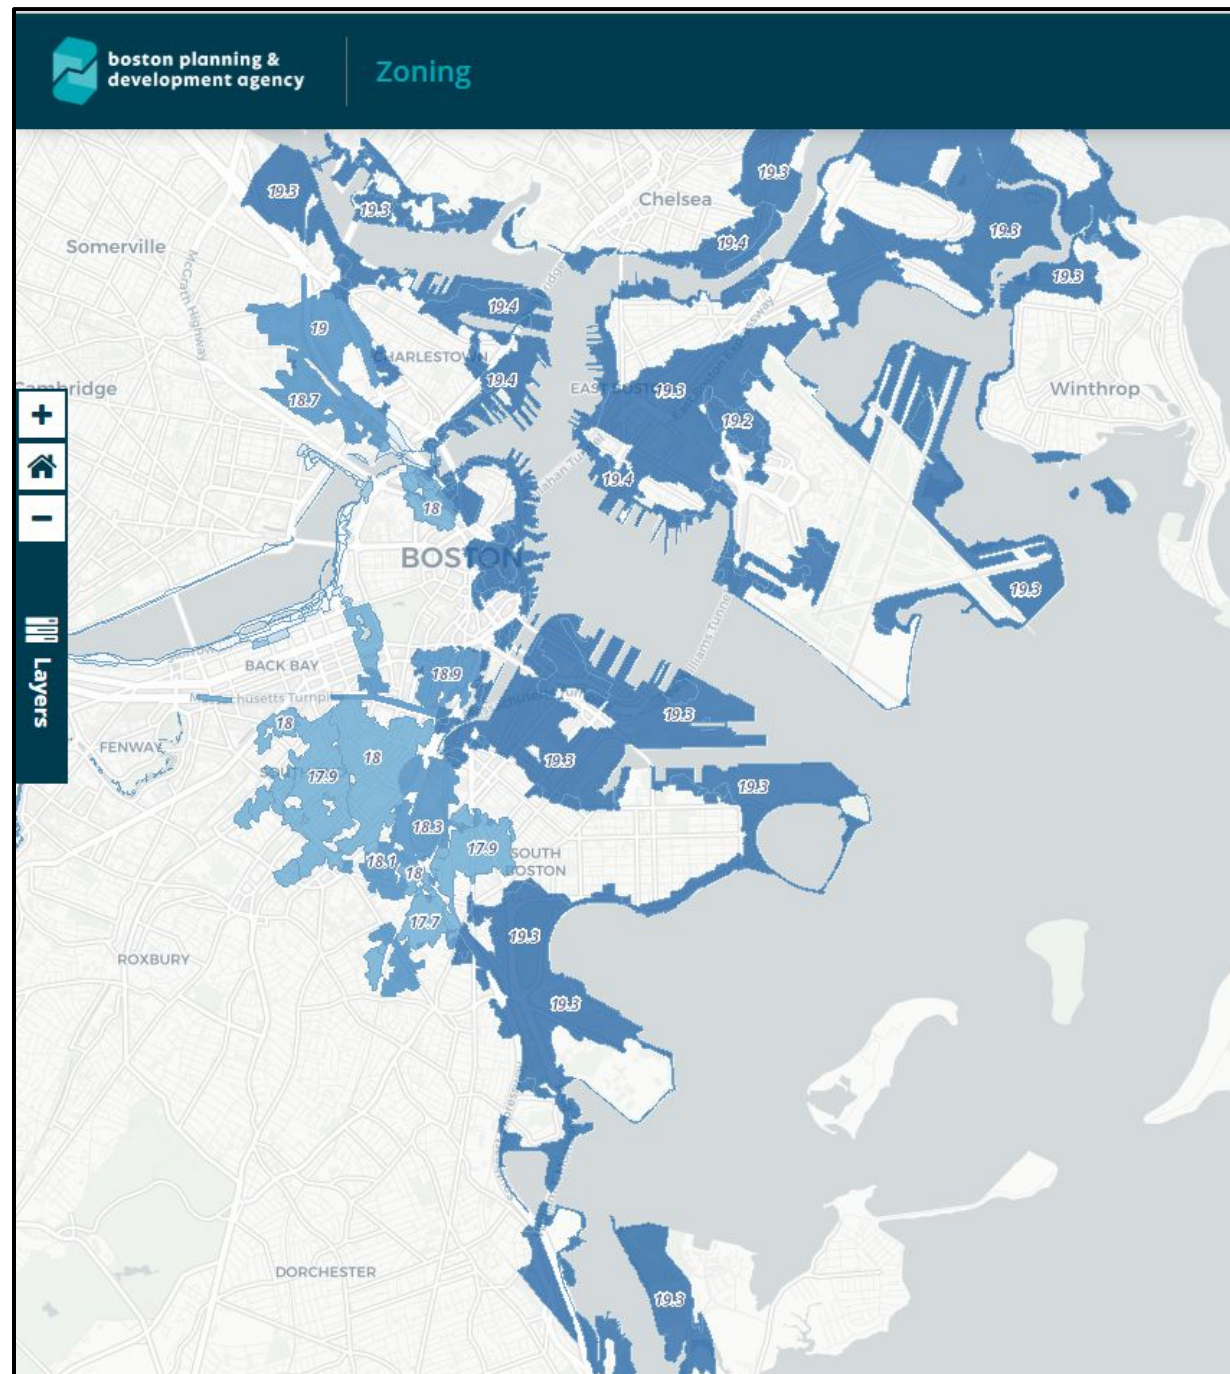 boston planning &
development agency
Zoning
19.3
19.3
19.3
Chelsea
19.3
19.4
Somerville
19.3
McGrath Highway
19.4
19
CHARLESTOWN
19.4
Cambridge
18.7
EAST BOSTON
19.3
Winthrop
19.2
19.4
18
BOSTON
19.3
BACK BAY
18.9
Massachusetts Turnpike
Layers
18
19.3
FENWAY
18
17.9
19.3
19.3
18.3
18.1
18
17.9
SOUTH
BOSTON
17.7
19.3
ROXBURY
19.3
DORCHESTER
19.3